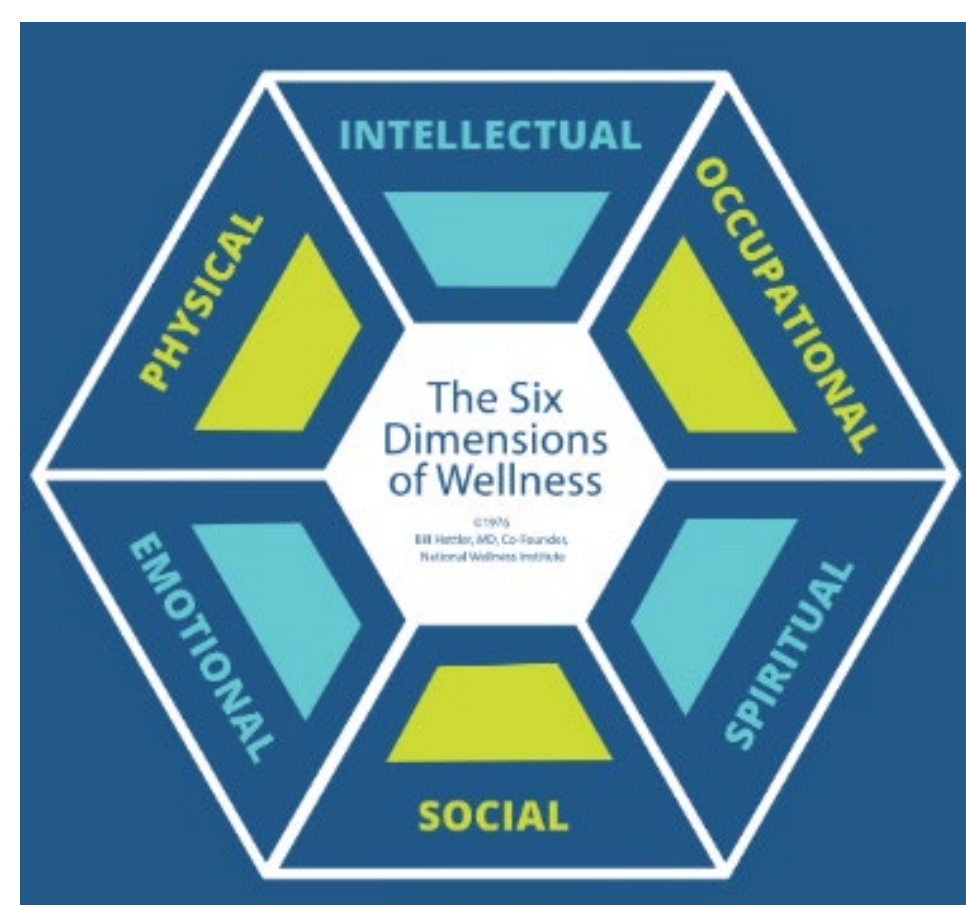 INTELLECTUAL
OCCUPATIONAL
PHYSICAL
The Six
Dimensions
of Wellness
©1976
Bill Hettler, MD, Co-Founder,
National Wellness Institute
EMOTIONAL
SPIRITUAL
SOCIAL